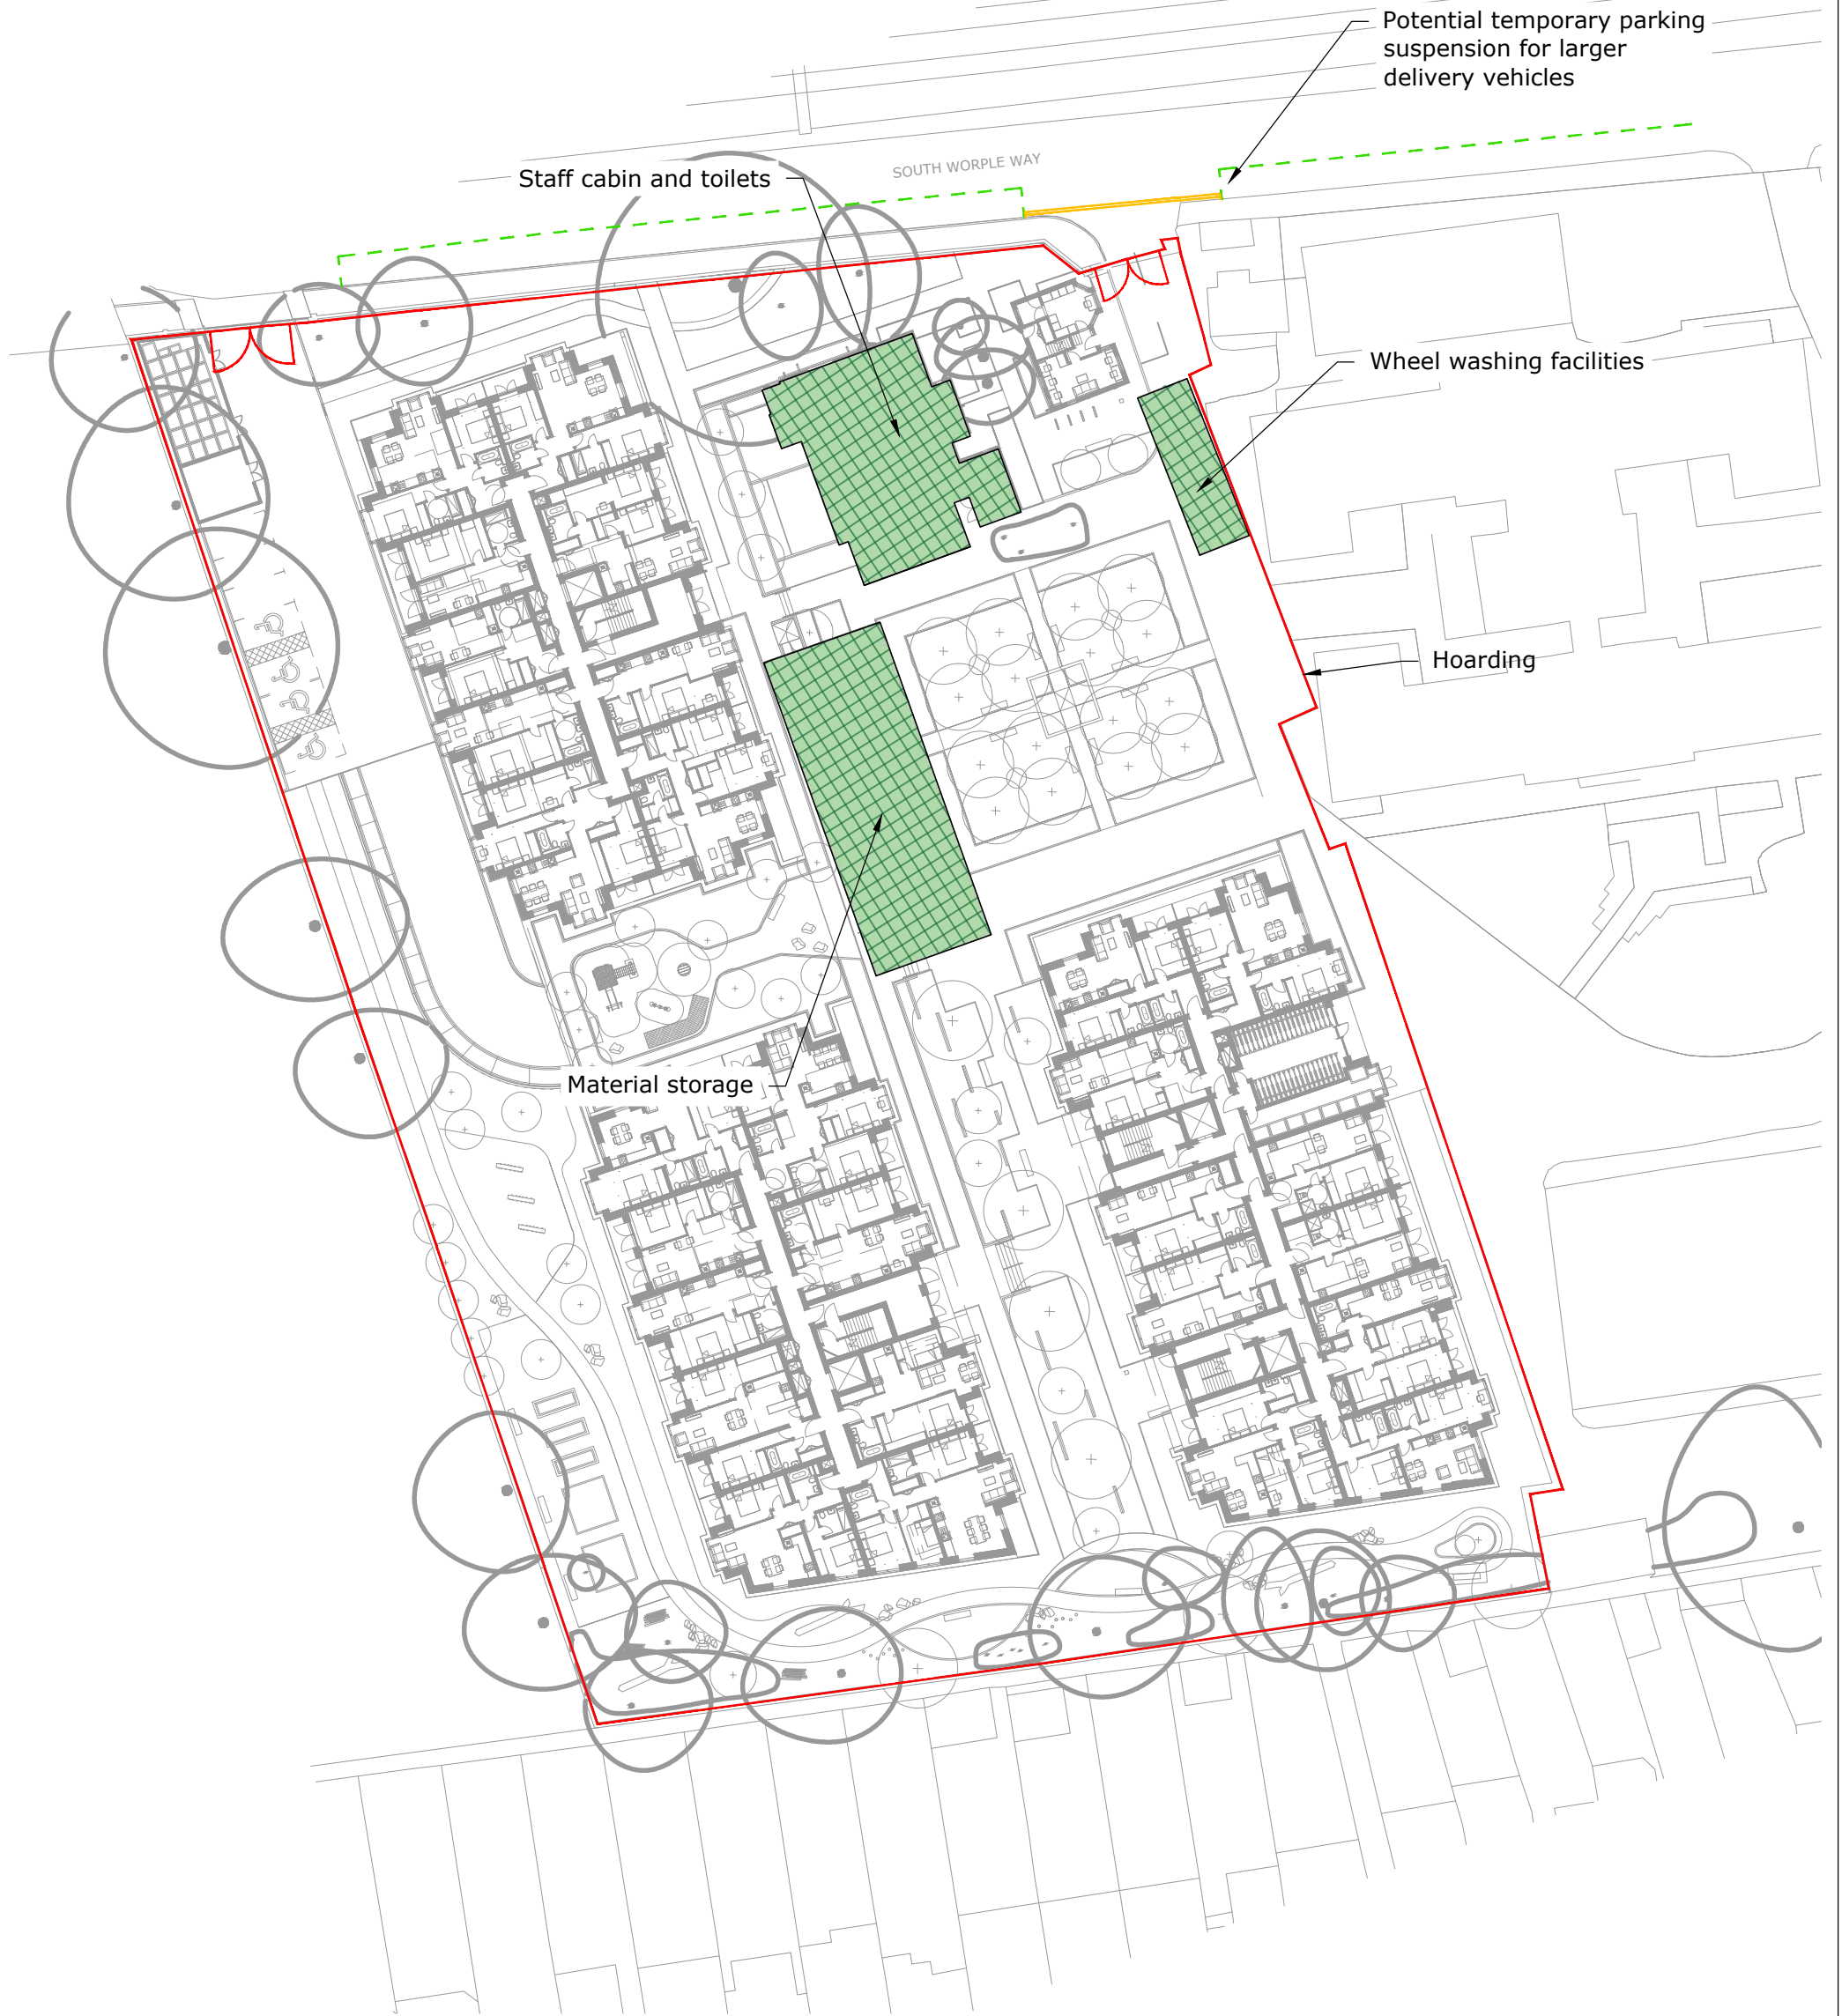 Potential temporary parking
suspension for larger
delivery vehicles
SOUTH WORPLE WAY
Staff cabin and toilets
Wheel washing facilities
Hoarding
Material storage